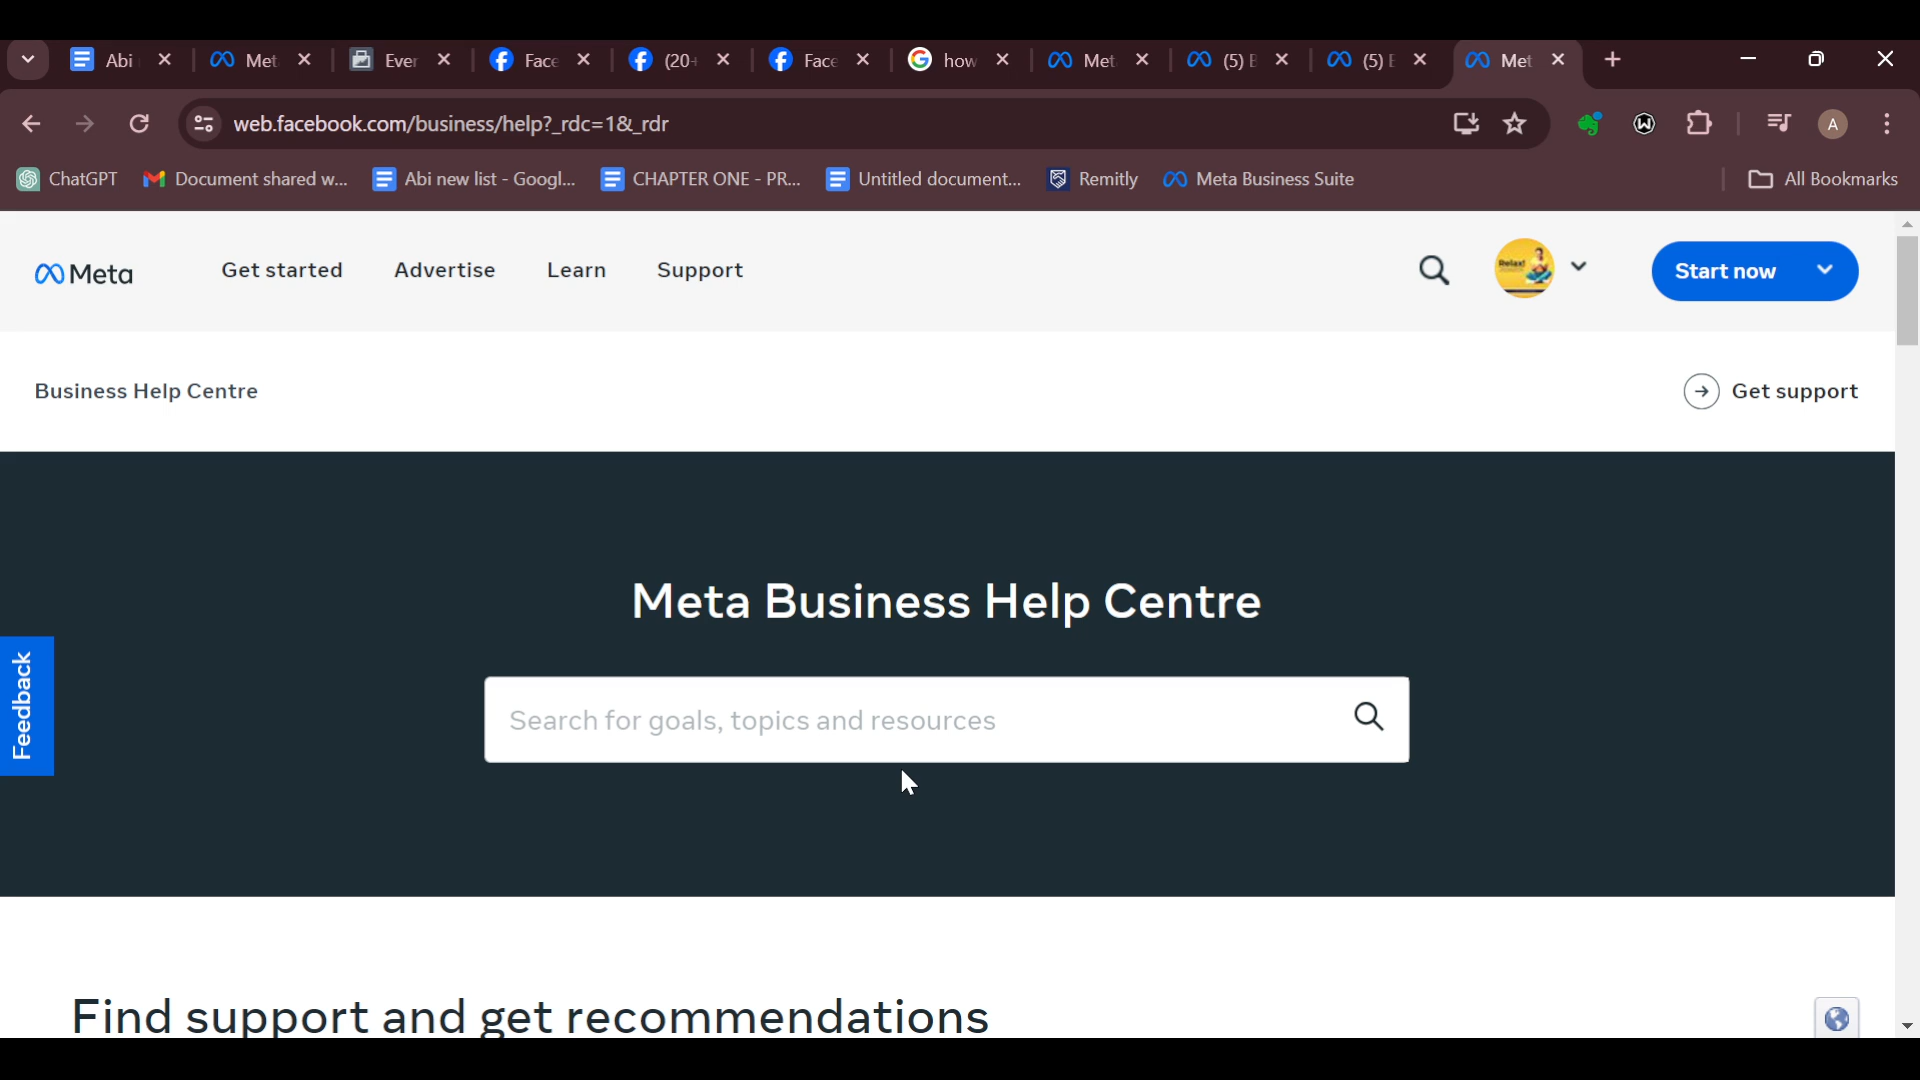 Abi
Met
Ever
Face
(20+
Face
how
Met
(5)
(5)
Met
web.facebook.com/business/help?_rdc=1&_rdr
A
ChatGPT
Document shared w...
Abi new list - Googl...
CHAPTER ONE - PR...
Untitled document...
Remitly
Meta Business Suite
All Bookmarks
Meta
Get started
Advertise
Learn
Support
Relax!
Start now
Business Help Centre
Get support
Meta Business Help Centre
Search for goals, topics and resources
Feedback
Find support and get recommendations